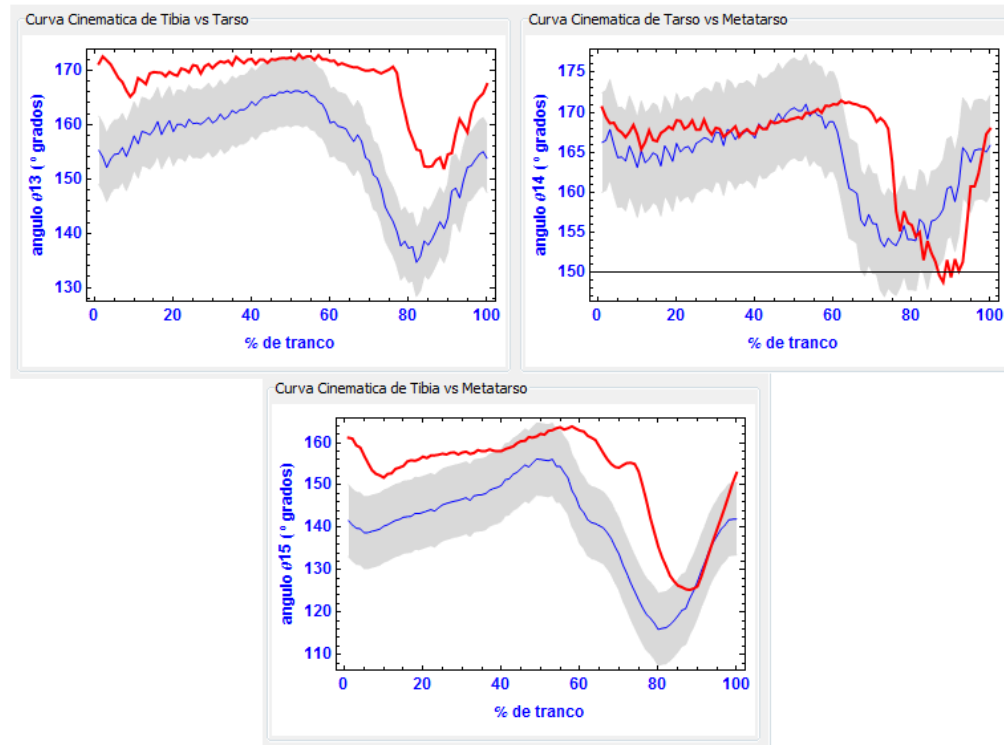 Curva Cinematica de Tibia vs Tarso
170
160
150
140
130
angulo θ13 ( º grados)
0 20 40 60 80 100
% de tranco
Curva Cinematica de Tarso vs Metatarso
175
170
165
160
155
150
angulo θ14 ( º grados)
0 20 40 60 80 100
% de tranco
Curva Cinematica de Tibia vs Metatarso
160
150
140
130
120
110
angulo θ15 ( º grados)
0 20 40 60 80 100
% de tranco